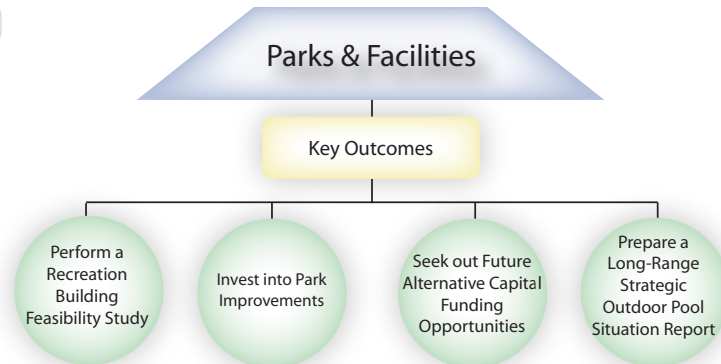 Parks & Facilities
Key Outcomes
Perform a
Recreation
Building
Feasibility Study
Invest into Park
Improvements
Seek out Future
Alternative Capital
Funding
Opportunities
Prepare a
Long-Range
Strategic
Outdoor Pool
Situation Report